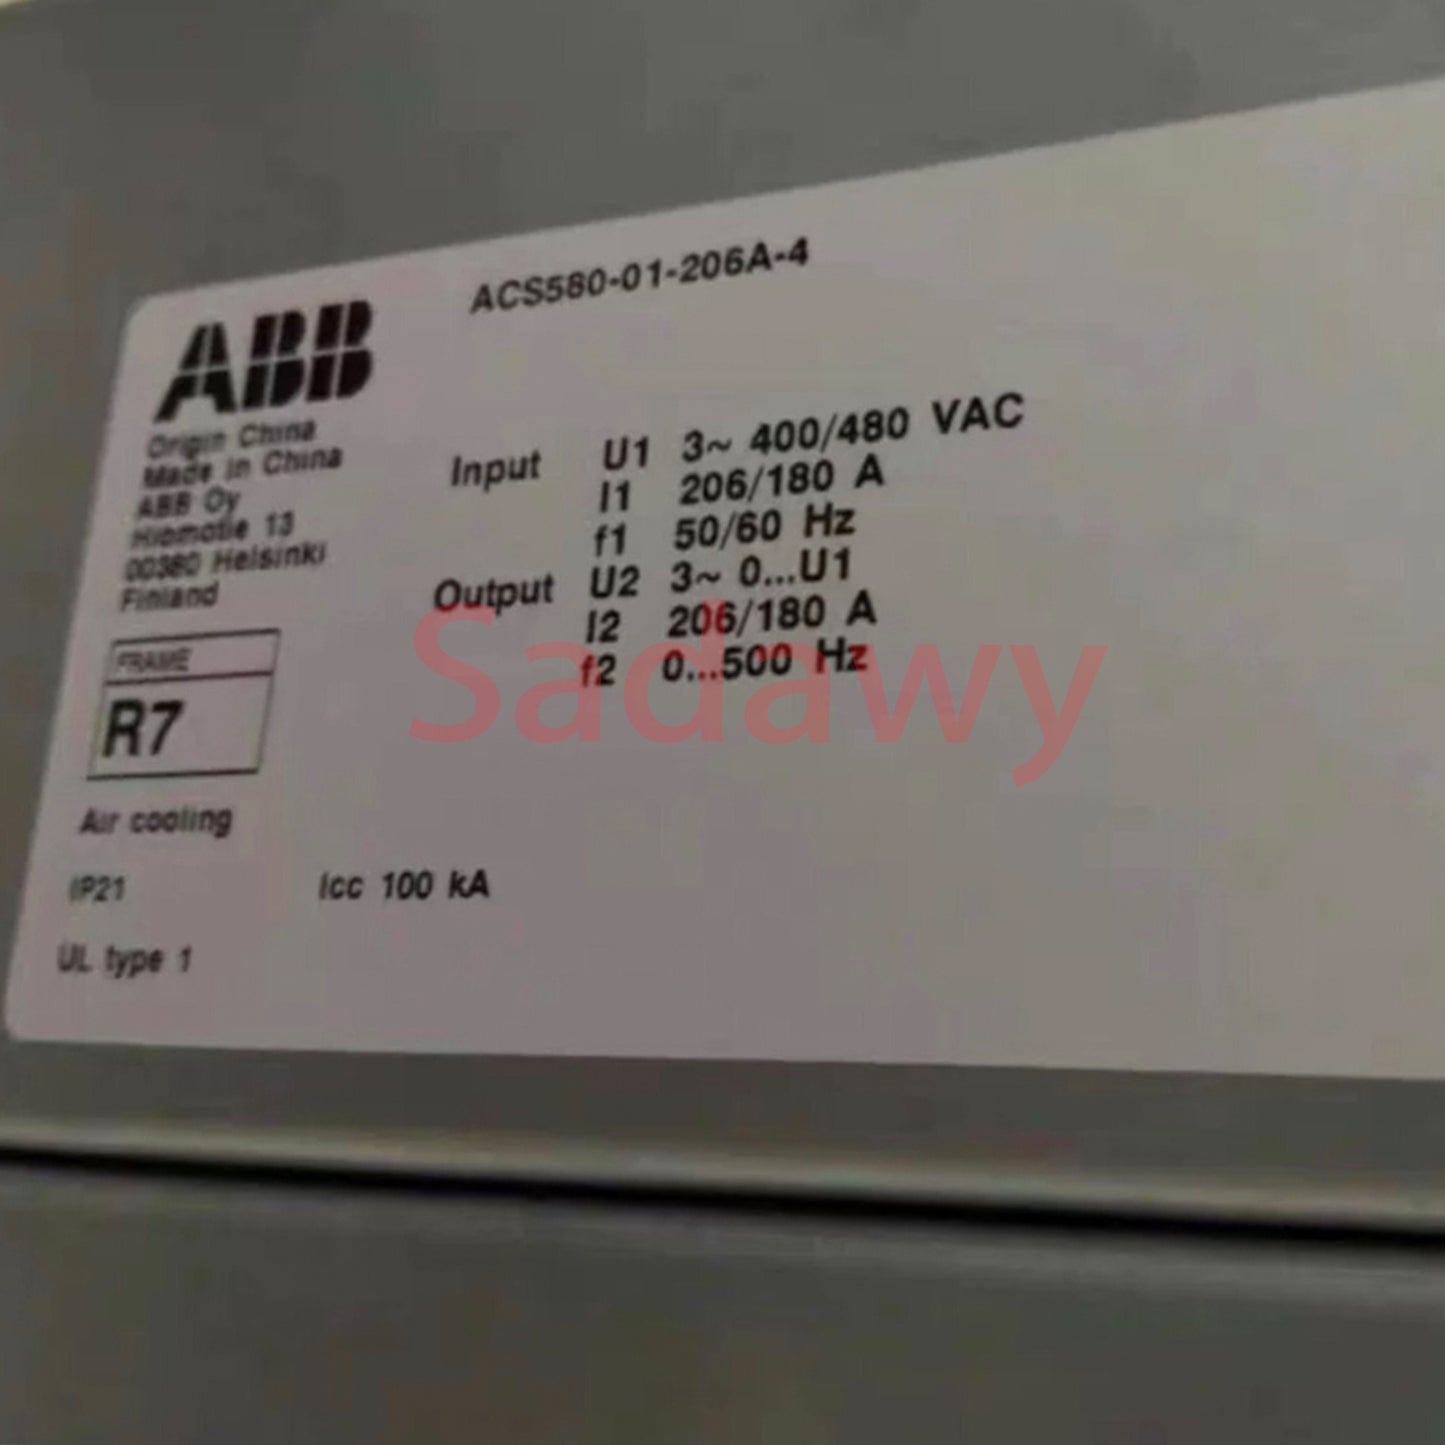 ABB
ACS580-01-206A-4
Origin China
Made in China
ABB Oy
Hiomotie 13
00380 Helsinki
Finland
Input U1 3~ 400/480 VAC
I1 206/180 A
f1 50/60 Hz
Output U2 3~ 0...U1
I2 206/180 A
f2 0...500 Hz
Sadawy
FRAME
R7
Air cooling
IP21 Icc 100 kA
UL type 1